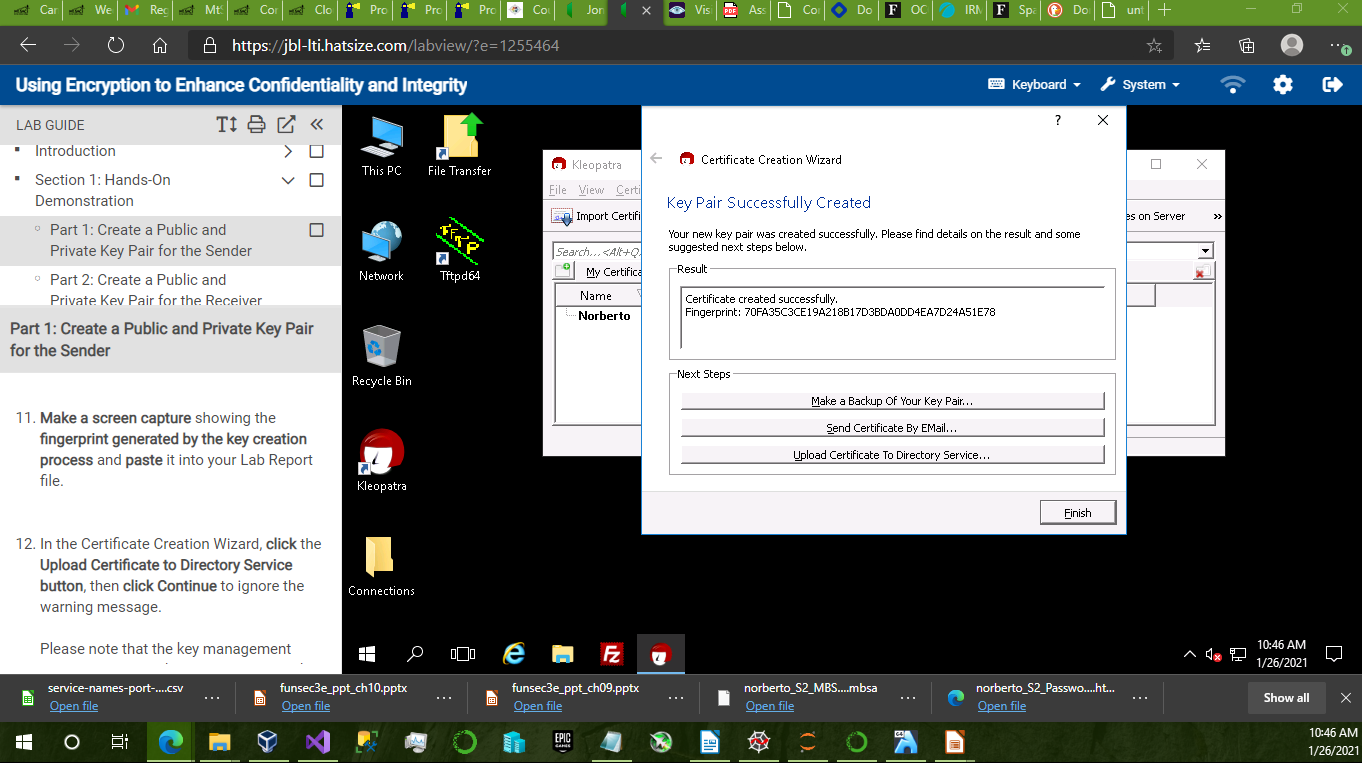 Car
We
Reg
MtS
Cor
Clo
Pro
Pro
Pro
Cou
Jon
Vis
Ass
Cor
Do
OC
IRM
Spa
Do
unt
https://jbl-lti.hatsize.com/labview/?e=1255464
Using Encryption to Enhance Confidentiality and Integrity
Keyboard
System
LAB GUIDE
Introduction
Section 1: Hands-On
Demonstration
Part 1: Create a Public and
Private Key Pair for the Sender
Part 2: Create a Public and
Private Key Pair for the Receiver
Part 1: Create a Public and Private Key Pair
for the Sender
11. Make a screen capture showing the
fingerprint generated by the key creation
process and paste it into your Lab Report
file.
12. In the Certificate Creation Wizard, click the
Upload Certificate to Directory Service
button, then click Continue to ignore the
warning message.
Please note that the key management
This PC
File Transfer
Network
TFTP
Tftpd64
Recycle Bin
Kleopatra
Connections
Kleopatra
File View Certi
Import Certifi
es on Server
Search...<Alt+Q
My Certifica
Name
Norberto
?
Certificate Creation Wizard
Key Pair Successfully Created
Your new key pair was created successfully. Please find details on the result and some
suggested next steps below.
Result
Certificate created successfully.
Fingerprint: 70FA35C3CE19A218B17D3BDA0DD4EA7D24A51E78
Next Steps
Make a Backup Of Your Key Pair...
Send Certificate By EMail...
Upload Certificate To Directory Service...
Finish
10:46 AM
1/26/2021
service-names-port-....csv
Open file
funsec3e_ppt_ch10.pptx
Open file
funsec3e_ppt_ch09.pptx
Open file
norberto_S2_MBS....mbsa
Open file
norberto_S2_Passwo....ht...
Open file
Show all
EPIC
GAMES
10:46 AM
1/26/2021